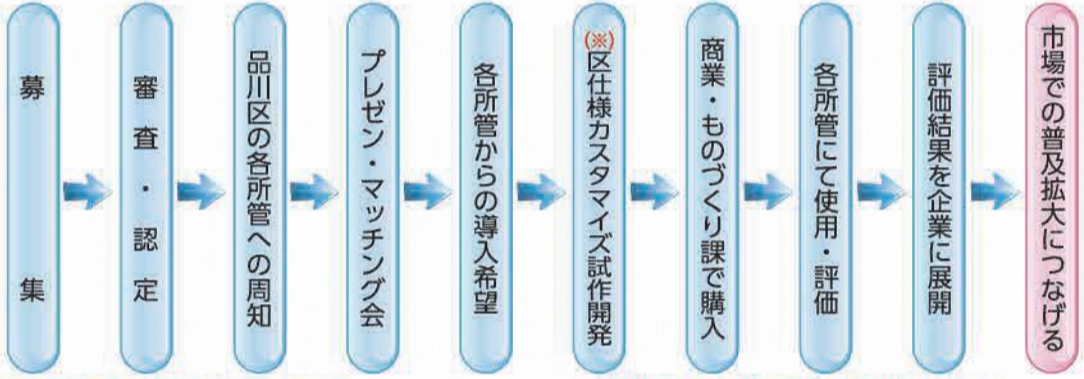 募集
審査・認定
品川区の各所管への周知
プレゼン・マッチング会
各所管からの導入希望
(※)区仕様カスタマイズ試作開発
商業・ものづくり課で購入
各所管にて使用・評価
評価結果を企業に展開
市場での普及拡大につなげる